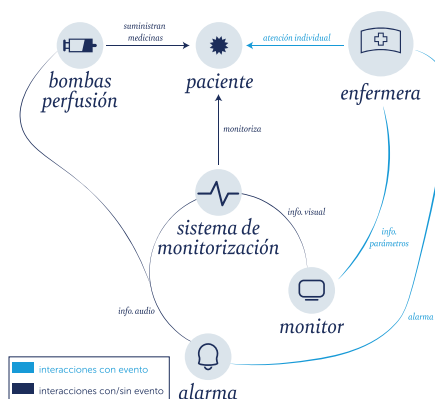 suministran
medicinas
atención individual
bombas
perfusión
paciente
enfermera
monitoriza
sistema de
monitorización
info. visual
info.
parámetros
info. audio
monitor
alarma
alarma
interacciones con evento
interacciones con/sin evento